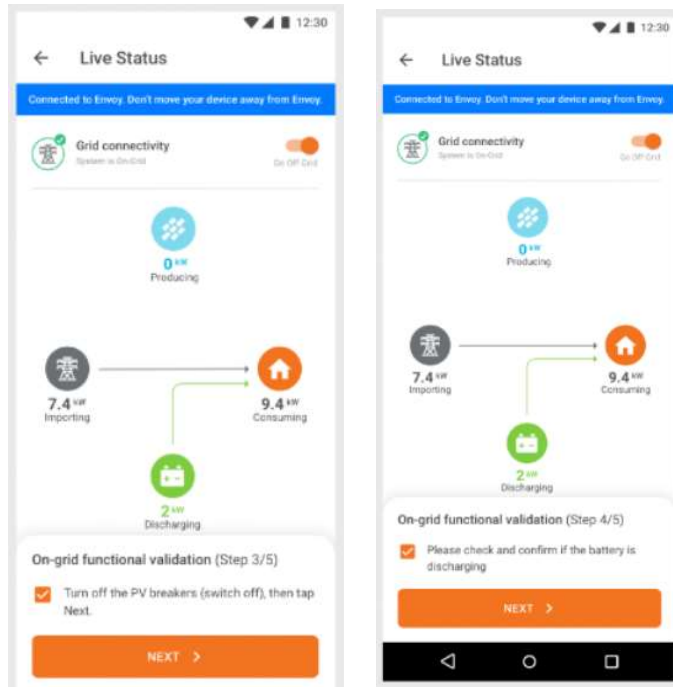 12:30
Live Status
Connected to Envoy. Don't move your device away from Envoy.
Grid connectivity
System is On-Grid
Go Off Grid
0 kW
Producing
7.4 kW
Importing
9.4 kW
Consuming
2 kW
Discharging
On-grid functional validation (Step 3/5)
Turn off the PV breakers (switch off), then tap
Next.
NEXT
12:30
Live Status
Connected to Envoy. Don't move your device away from Envoy.
Grid connectivity
System is On-Grid
Go Off Grid
0 kW
Producing
7.4 kW
Importing
9.4 kW
Consuming
2 kW
Discharging
On-grid functional validation (Step 4/5)
Please check and confirm if the battery is
discharging
NEXT